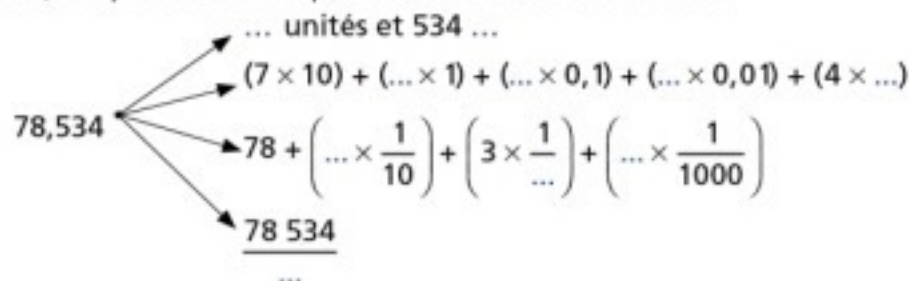 ... unités et 534 ...
(7 × 10) + (... × 1) + (... × 0,1) + (... × 0,01) + (4 × ...)
78,534
78 + (... × 1/10) + (3 × 1/...) + (... × 1/1000)
78 534
...